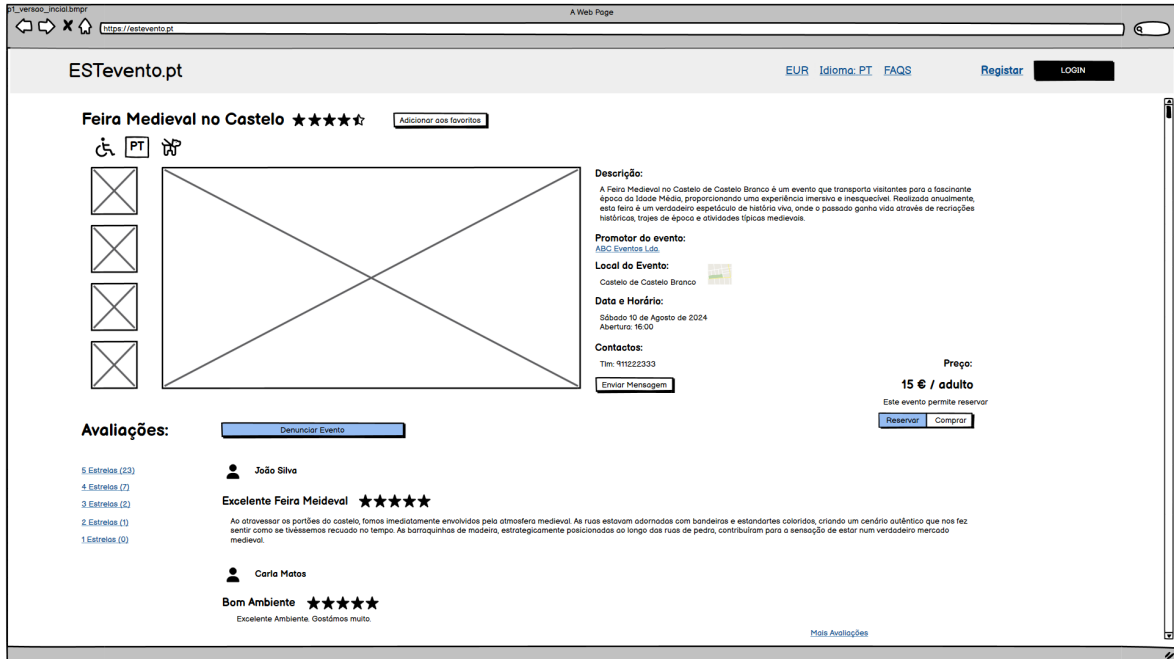 p1_versao_incial.bmpr
A Web Page
https://estevento.pt
ESTevento.pt
EUR Idioma: PT FAQS Registar LOGIN
Feira Medieval no Castelo Adicionar aos favoritos
PT
Descrição:
A Feira Medieval no Castelo de Castelo Branco é um evento que transporta visitantes para a fascinante
época da Idade Média, proporcionando uma experiência imersiva e inesquecível. Realizada anualmente,
esta feira é um verdadeiro espetáculo de história viva, onde o passado ganha vida através de recriações
históricas, trajes de época e atividades típicas medievais.
Promotor do evento:
ABC Eventos Lda.
Local do Evento:
Castelo de Castelo Branco
Data e Horário:
Sábado 10 de Agosto de 2024
Abertura: 16:00
Contactos:
Tlm: 911222333
Enviar Mensagem
Preço:
15 € / adulto
Este evento permite reservar
Reservar Comprar
Avaliações:
Denunciar Evento
5 Estrelas (23)
4 Estrelas (7)
3 Estrelas (2)
2 Estrelas (1)
1 Estrelas (0)
João Silva
Excelente Feira Meideval
Ao atravessar os portões do castelo, fomos imediatamente envolvidos pela atmosfera medieval. As ruas estavam adornadas com bandeiras e estandartes coloridos, criando um cenário autêntico que nos fez
sentir como se tivéssemos recuado no tempo. As barraquinhas de madeira, estrategicamente posicionadas ao longo das ruas de pedra, contribuíram para a sensação de estar num verdadeiro mercado
medieval.
Carla Matos
Bom Ambiente
Excelente Ambiente. Gostámos muito.
Mais Avaliações